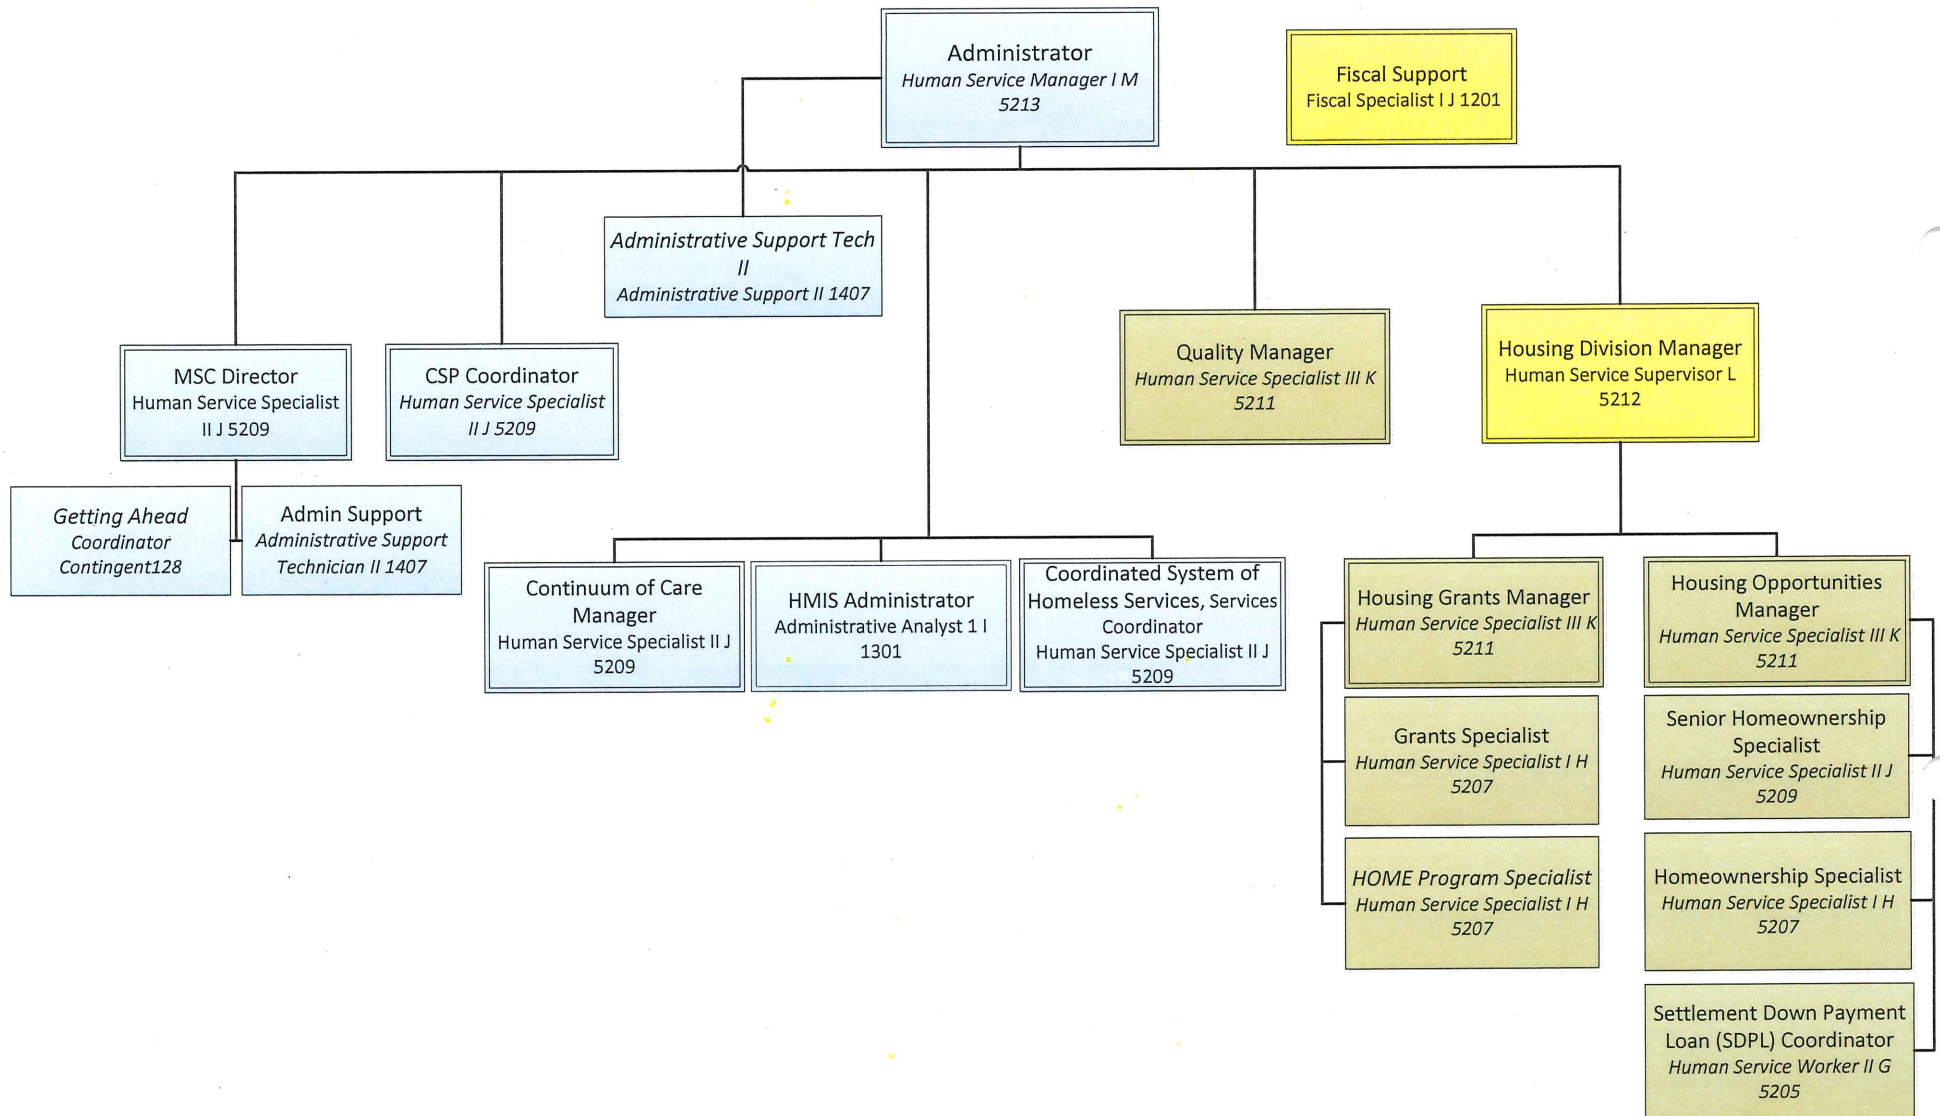 Administrator
Human Service Manager I M
5213
Fiscal Support
Fiscal Specialist I J 1201
Administrative Support Tech
II
Administrative Support II 1407
MSC Director
Human Service Specialist
II J 5209
CSP Coordinator
Human Service Specialist
II J 5209
Quality Manager
Human Service Specialist III K
5211
Housing Division Manager
Human Service Supervisor L
5212
Getting Ahead
Coordinator
Contingent128
Admin Support
Administrative Support
Technician II 1407
Continuum of Care
Manager
Human Service Specialist II J
5209
HMIS Administrator
Administrative Analyst 1 I
1301
Coordinated System of
Homeless Services, Services
Coordinator
Human Service Specialist II J
5209
Housing Grants Manager
Human Service Specialist III K
5211
Housing Opportunities
Manager
Human Service Specialist III K
5211
Grants Specialist
Human Service Specialist I H
5207
Senior Homeownership
Specialist
Human Service Specialist II J
5209
HOME Program Specialist
Human Service Specialist I H
5207
Homeownership Specialist
Human Service Specialist I H
5207
Settlement Down Payment
Loan (SDPL) Coordinator
Human Service Worker II G
5205